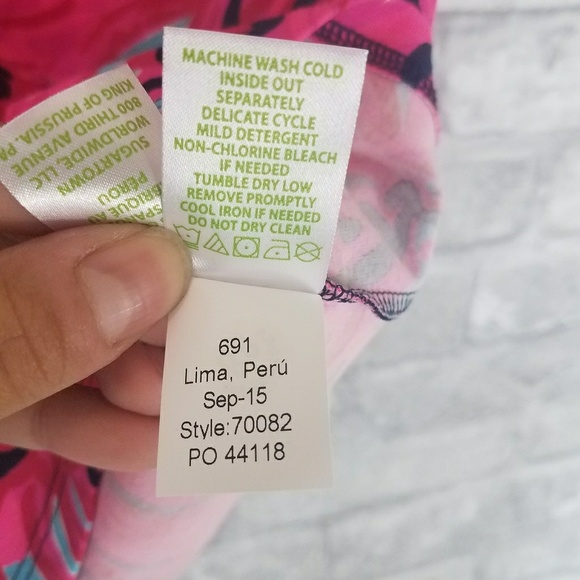 MACHINE WASH COLD
INSIDE OUT
SEPARATELY
DELICATE CYCLE
MILD DETERGENT
NON-CHLORINE BLEACH
IF NEEDED
TUMBLE DRY LOW
REMOVE PROMPTLY
COOL IRON IF NEEDED
DO NOT DRY CLEAN
691
Lima, Perú
Sep-15
Style:70082
PO 44118
PEROU
SUGARTOWN
WORLDWIDE, LLC
800 THIRD AVENUE
KING OF PRUSSIA, PA